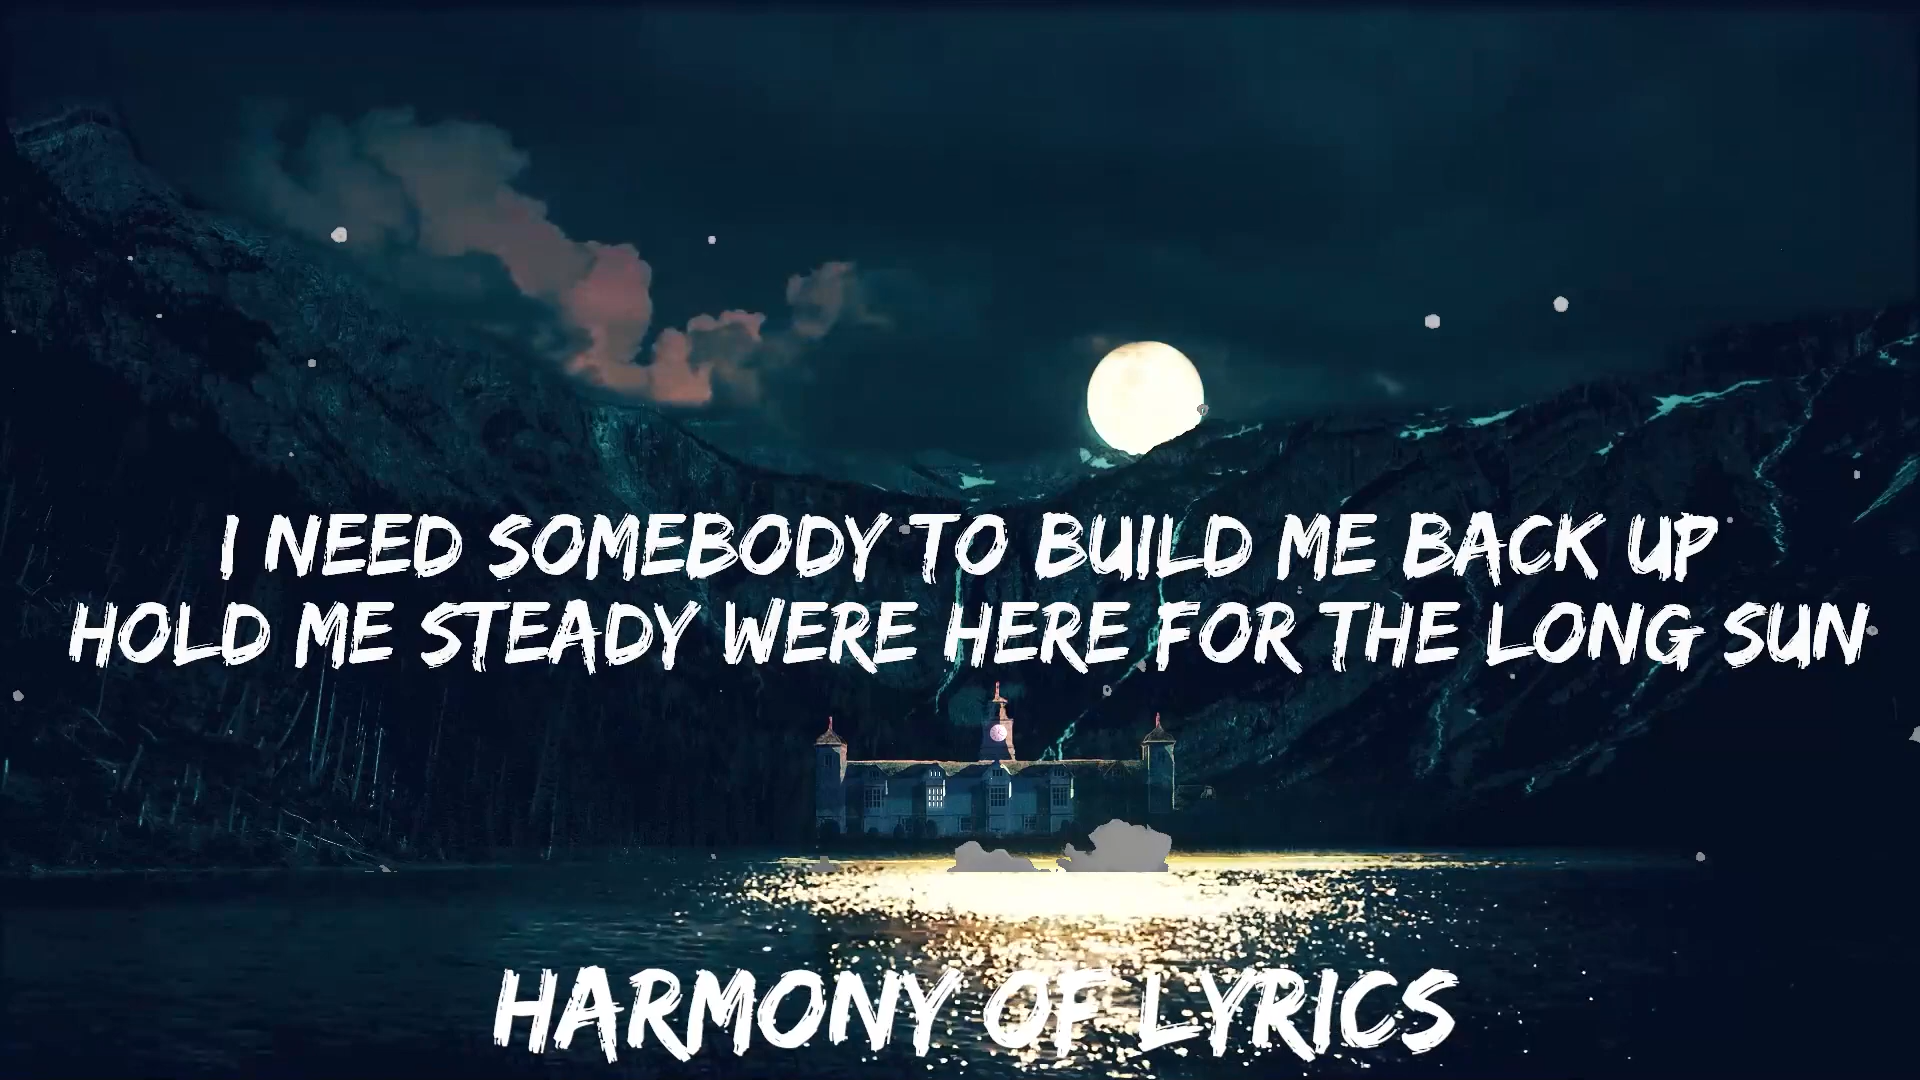 I NEED SOMEBODY TO BUILD ME BACK UP
HOLD ME STEADY WERE HERE FOR THE LONG SUN
HARMONY OF LYRICS